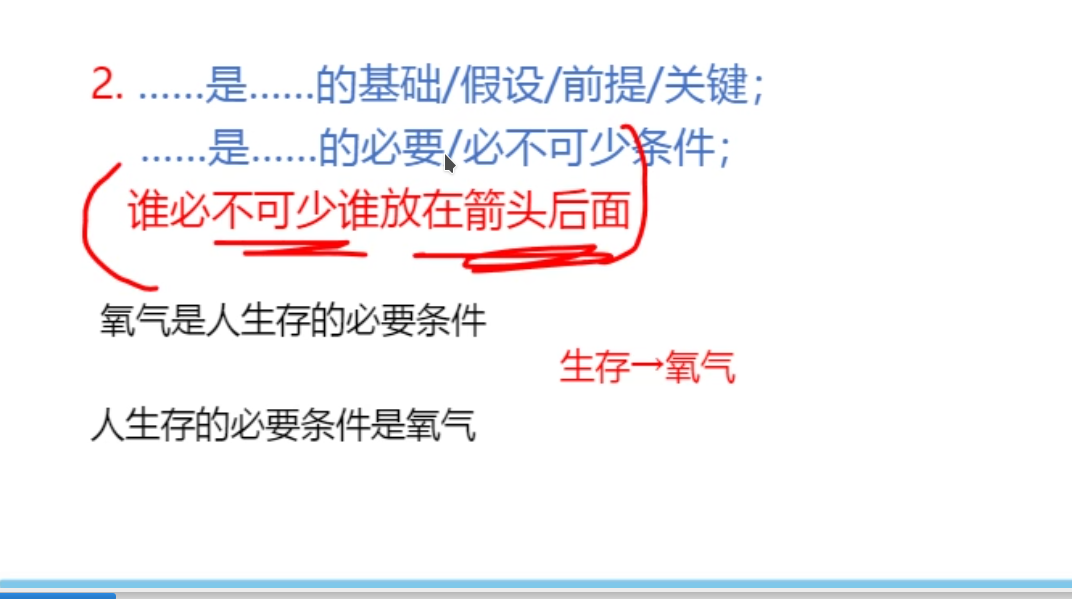 2. ……是……的基础/假设/前提/关键；
……是……的必要/必不可少条件；
谁必不可少谁放在箭头后面
氧气是人生存的必要条件
生存→氧气
人生存的必要条件是氧气